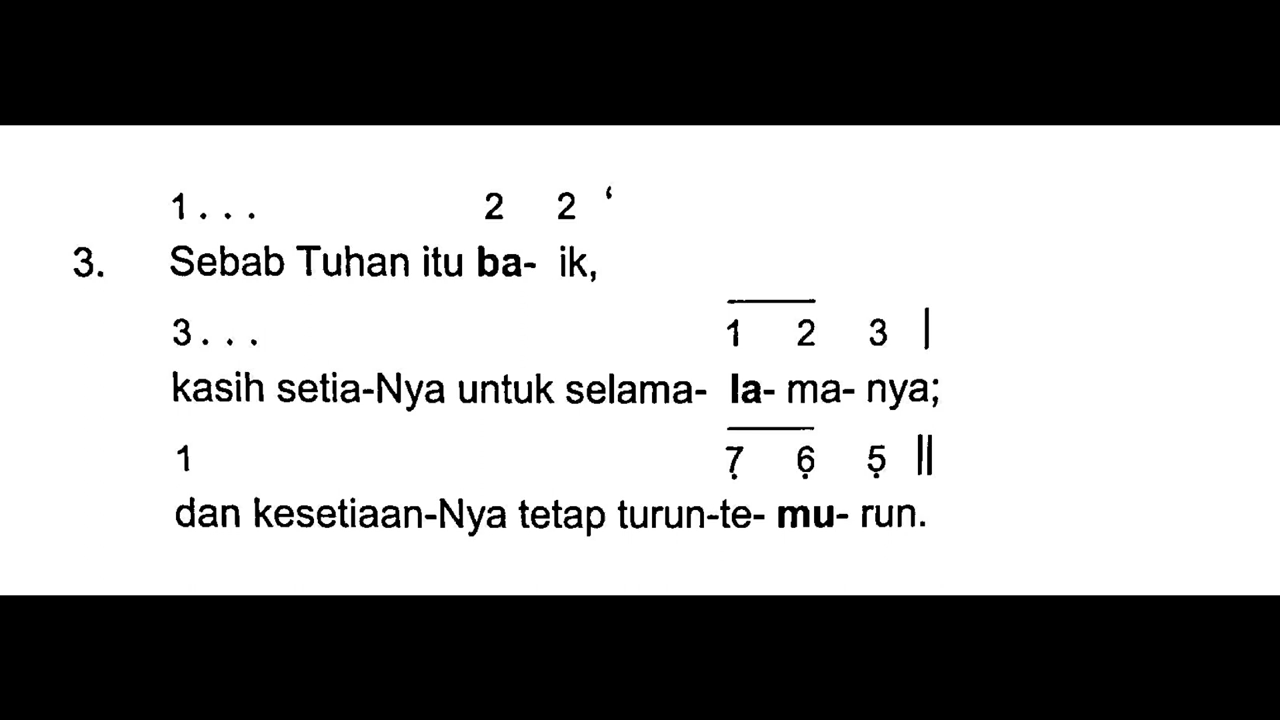 1 . . . 2 2 ‘
3. Sebab Tuhan itu ba- ik,
3 . . . 1 2 3 |
kasih setia-Nya untuk selama- la- ma- nya;
1 7̣ 6̣ 5̣ ||
dan kesetiaan-Nya tetap turun-te- mu- run.